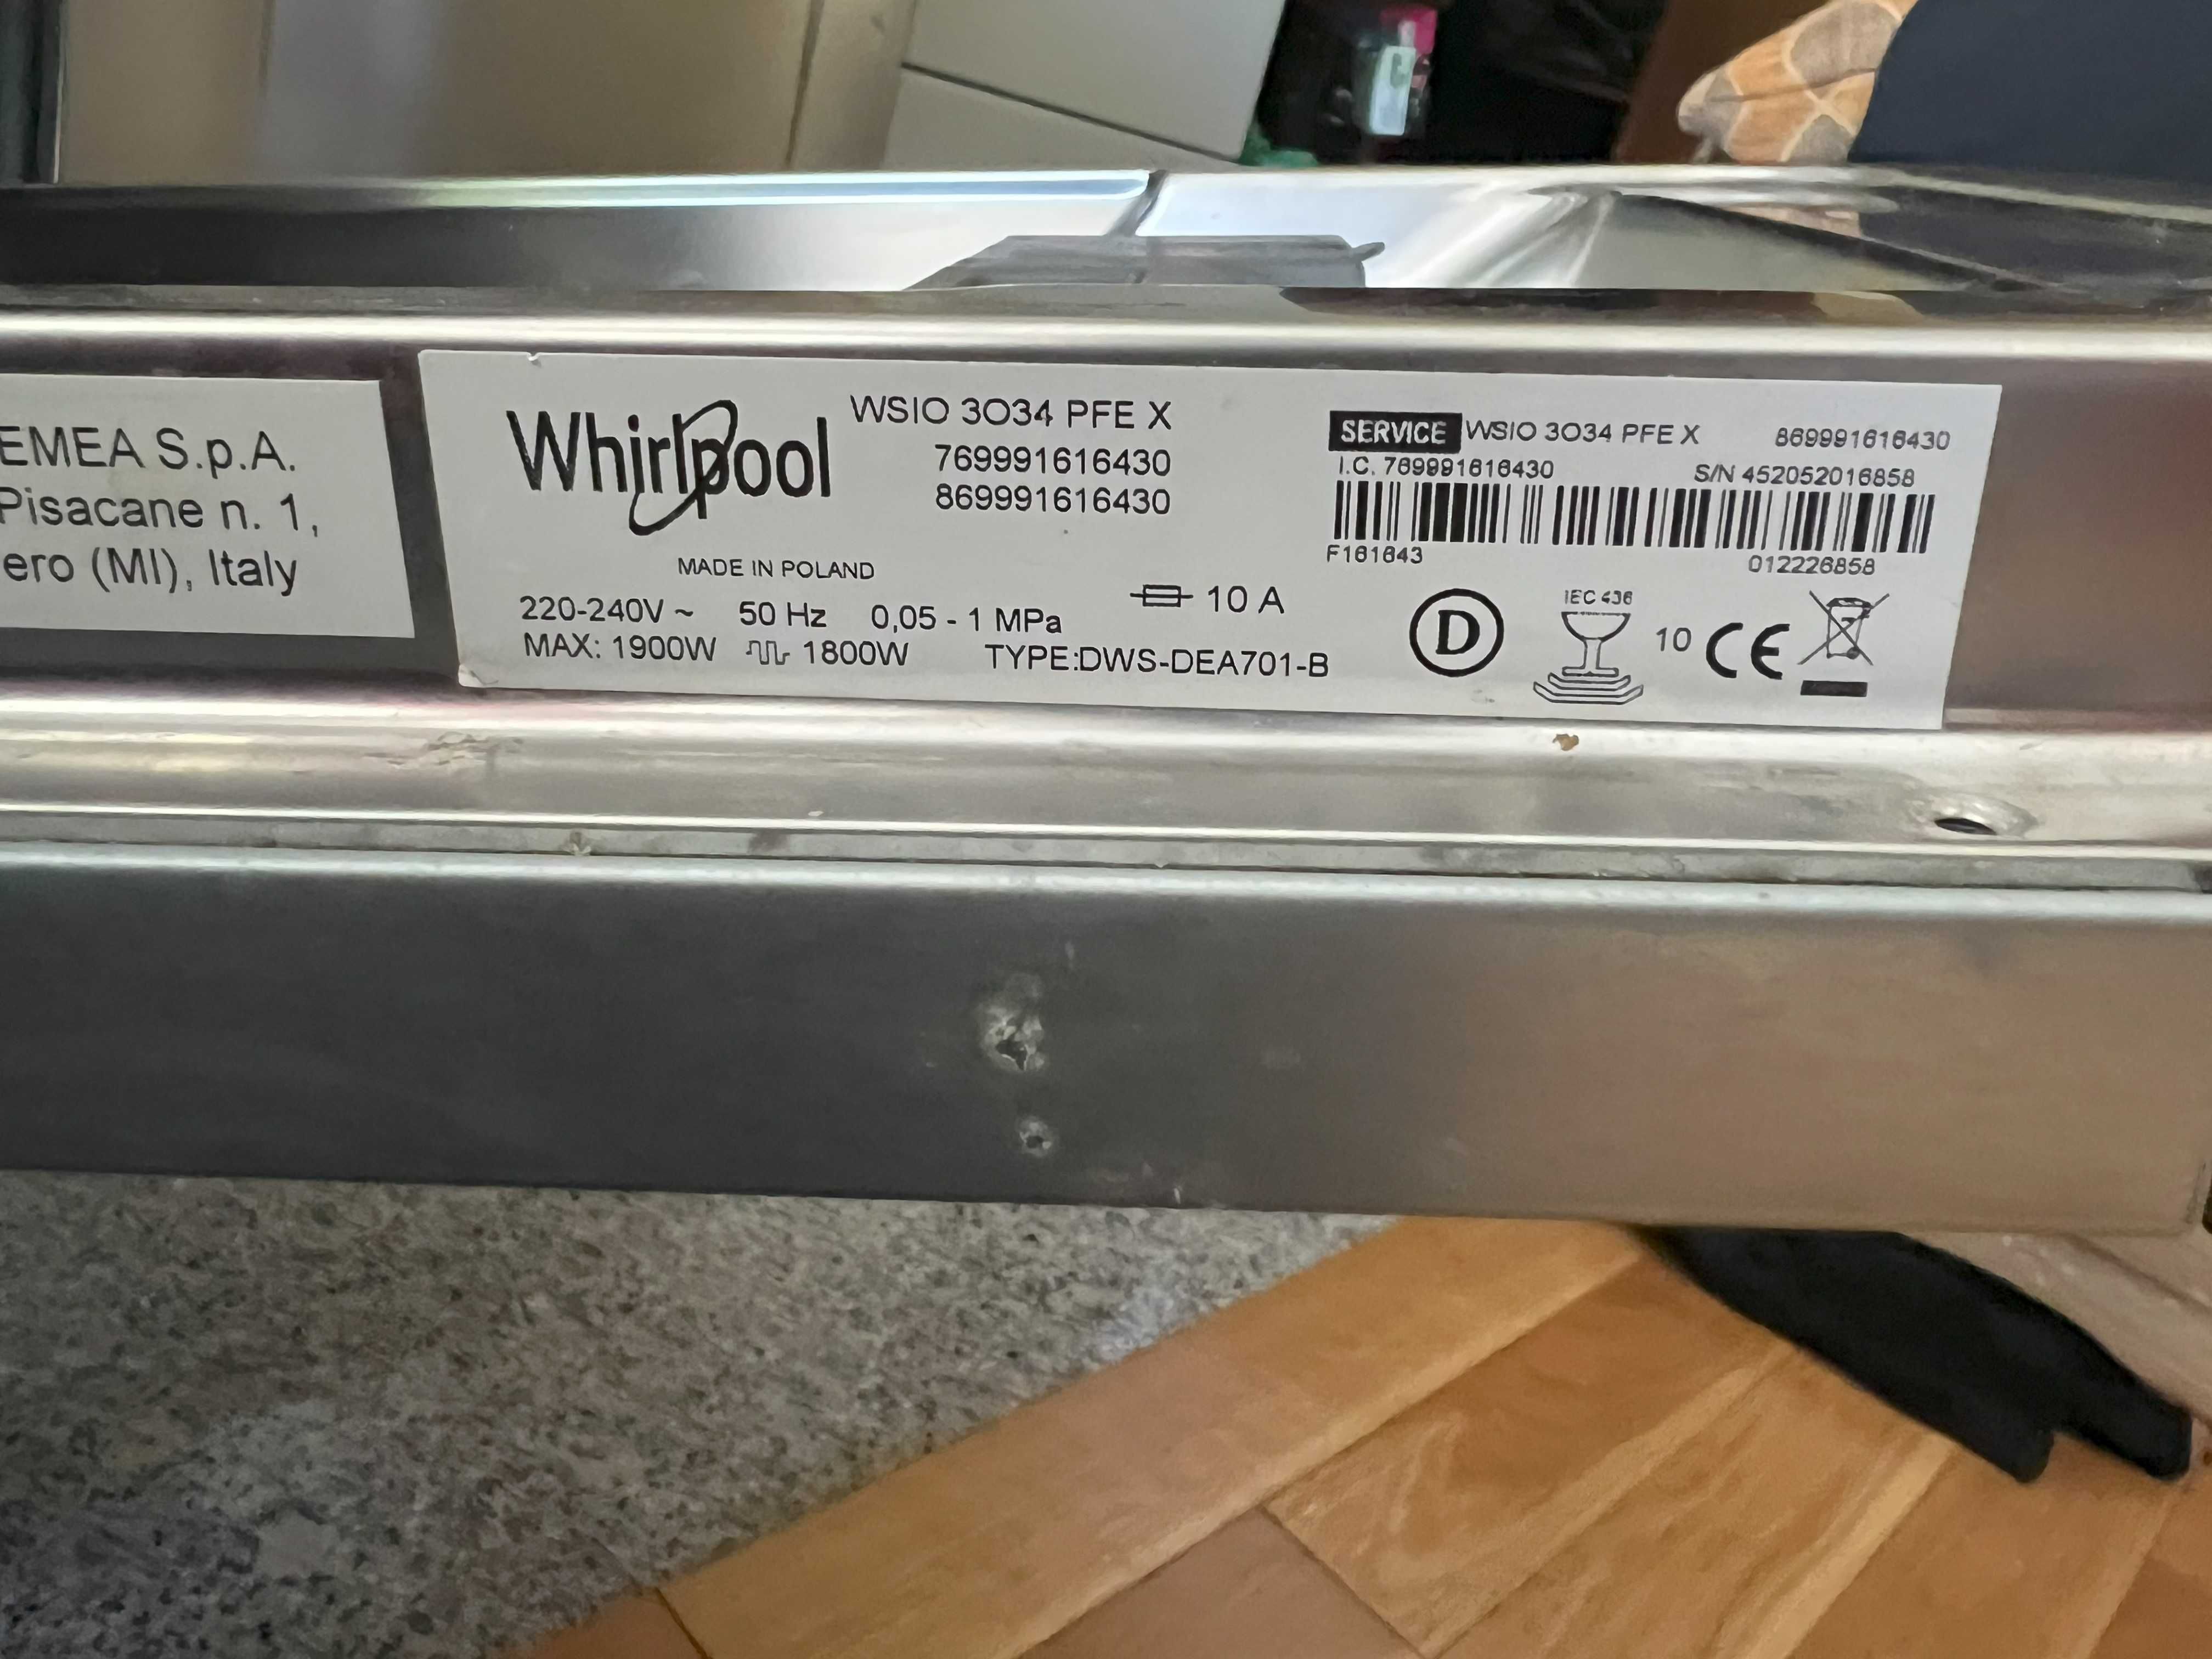 EMEA S.p.A.
Pisacane n. 1,
ero (MI), Italy
Whirlpool
WSIO 3O34 PFE X
769991616430
869991616430
MADE IN POLAND
220-240V ~ 50 Hz 0,05 - 1 MPa
10 A
MAX: 1900W 1800W TYPE:DWS-DEA701-B
SERVICE WSIO 3O34 PFE X 869991616430
I.C. 769991616430 S/N 452052016858
F161643 012226858
D
IEC 436
10 CE